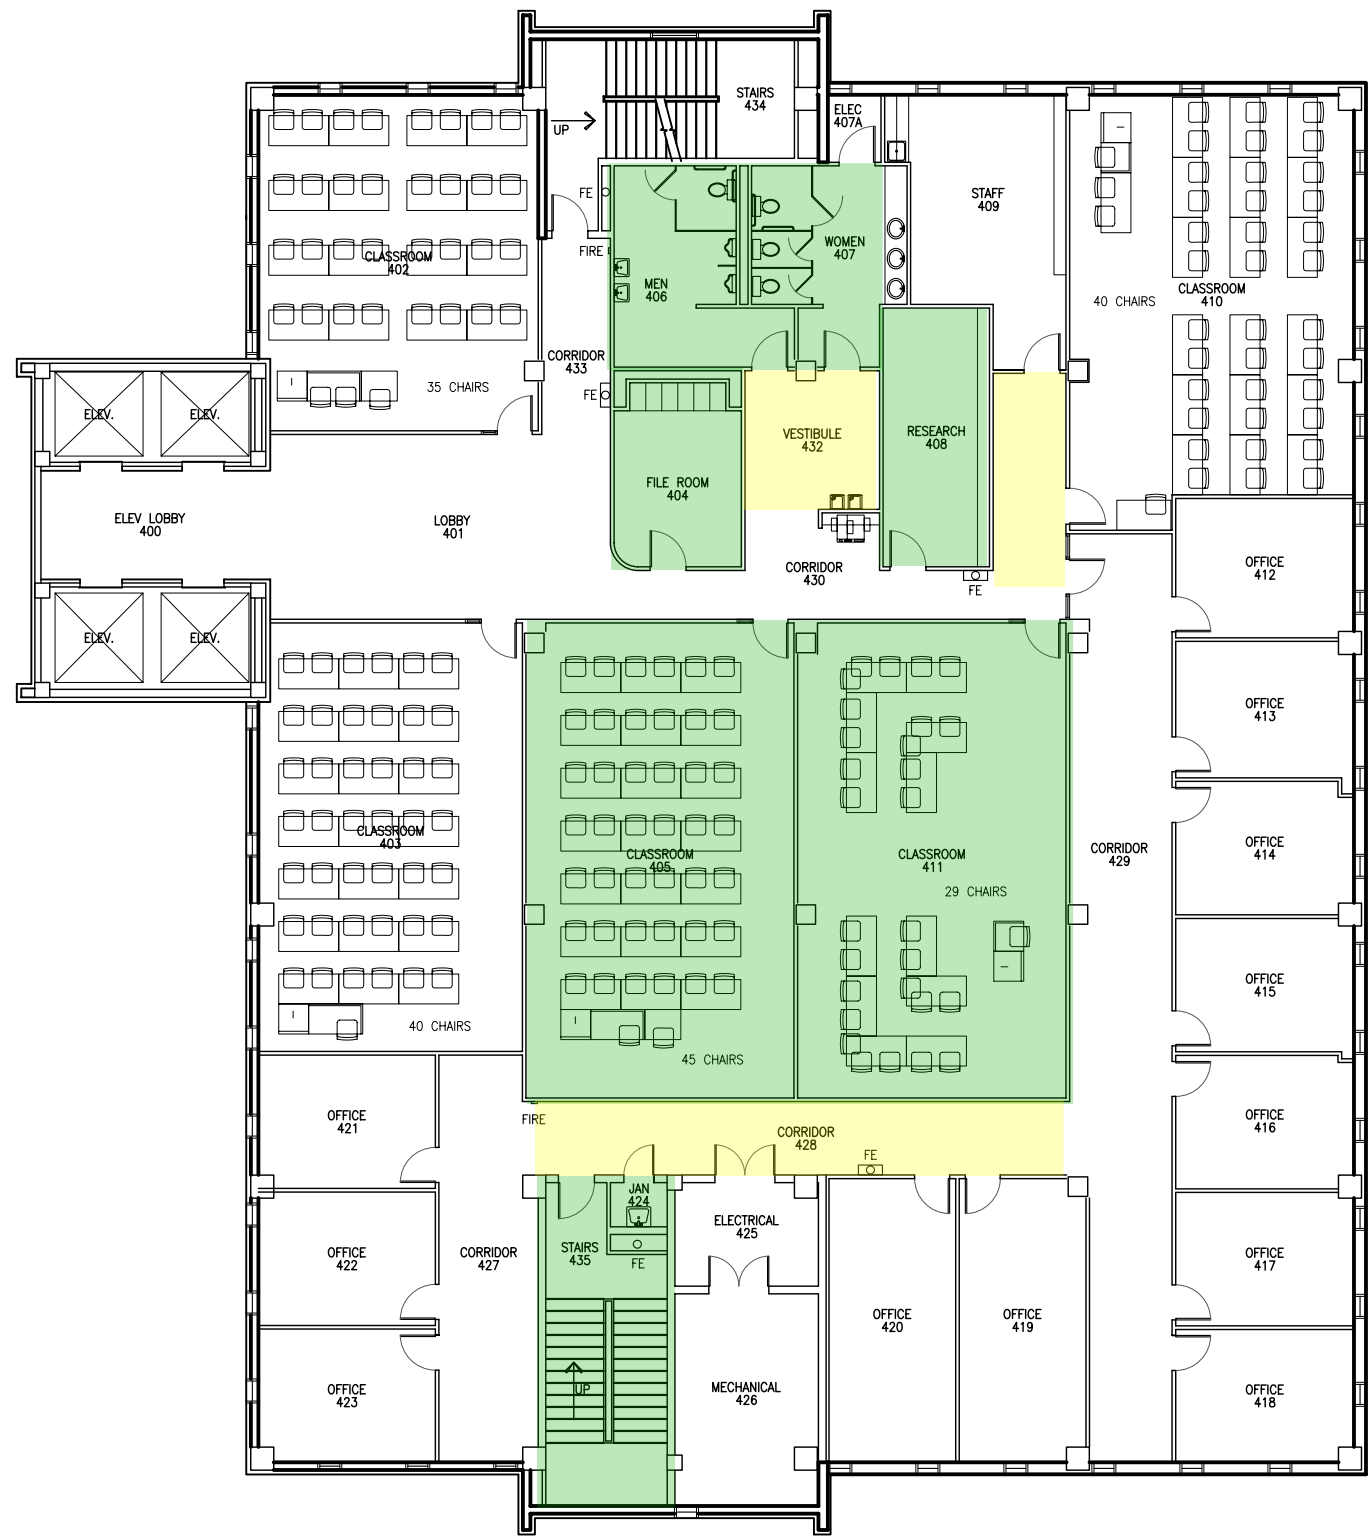 STAIRS
434
ELEC
407A
UP
FE
STAFF
409
WOMEN
407
FIRE
CLASSROOM
402
MEN
406
CLASSROOM
410
40 CHAIRS
CORRIDOR
433
35 CHAIRS
FE
ELEV.
ELEV.
VESTIBULE
432
RESEARCH
408
FILE ROOM
404
ELEV LOBBY
400
LOBBY
401
CORRIDOR
430
FE
OFFICE
412
ELEV.
ELEV.
OFFICE
413
CLASSROOM
403
CLASSROOM
405
CLASSROOM
411
29 CHAIRS
CORRIDOR
429
OFFICE
414
OFFICE
415
40 CHAIRS
45 CHAIRS
OFFICE
421
FIRE
CORRIDOR
428
FE
OFFICE
416
JAN
424
ELECTRICAL
425
OFFICE
422
CORRIDOR
427
STAIRS
435
FE
OFFICE
417
OFFICE
420
OFFICE
419
OFFICE
423
UP
MECHANICAL
426
OFFICE
418